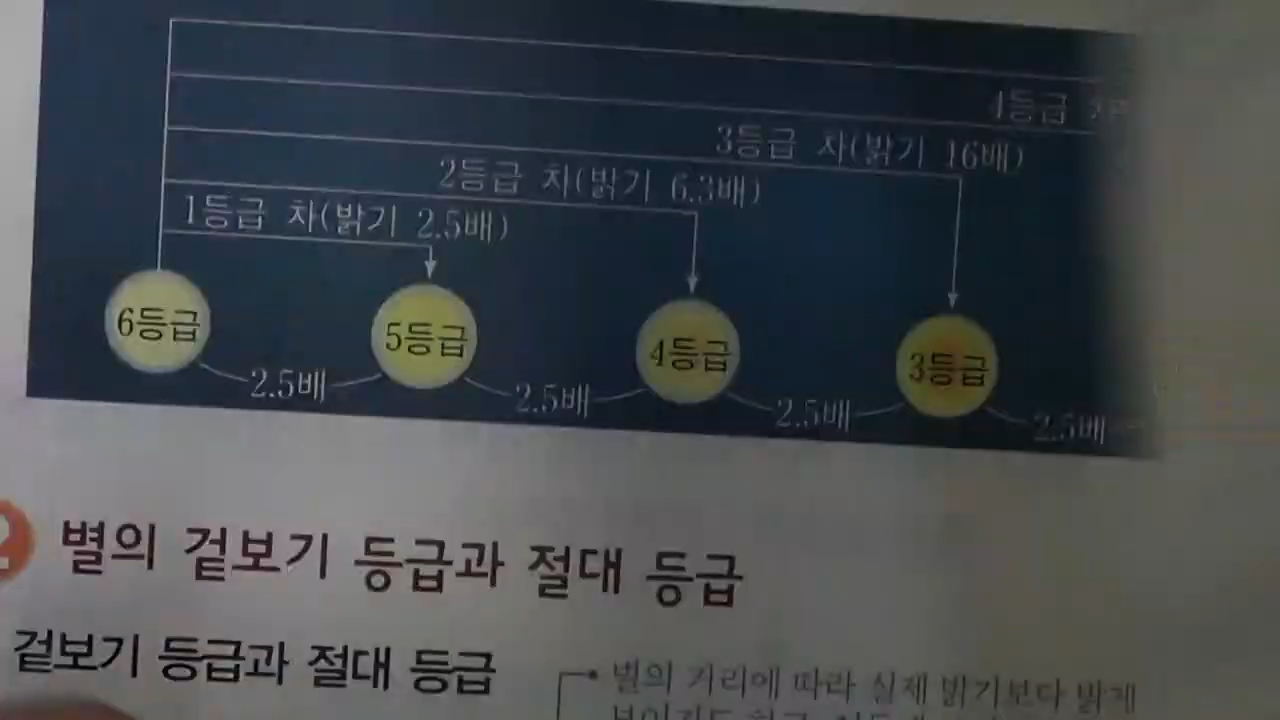 4등급
3등급 차(밝기 16배)
2등급 차(밝기 6.3배)
1등급 차(밝기 2.5배)
6등급 5등급 4등급 3등급
2.5배 2.5배 2.5배 2.5배
2 별의 겉보기 등급과 절대 등급
겉보기 등급과 절대 등급
별의 거리에 따라 실제 밝기보다 밝게